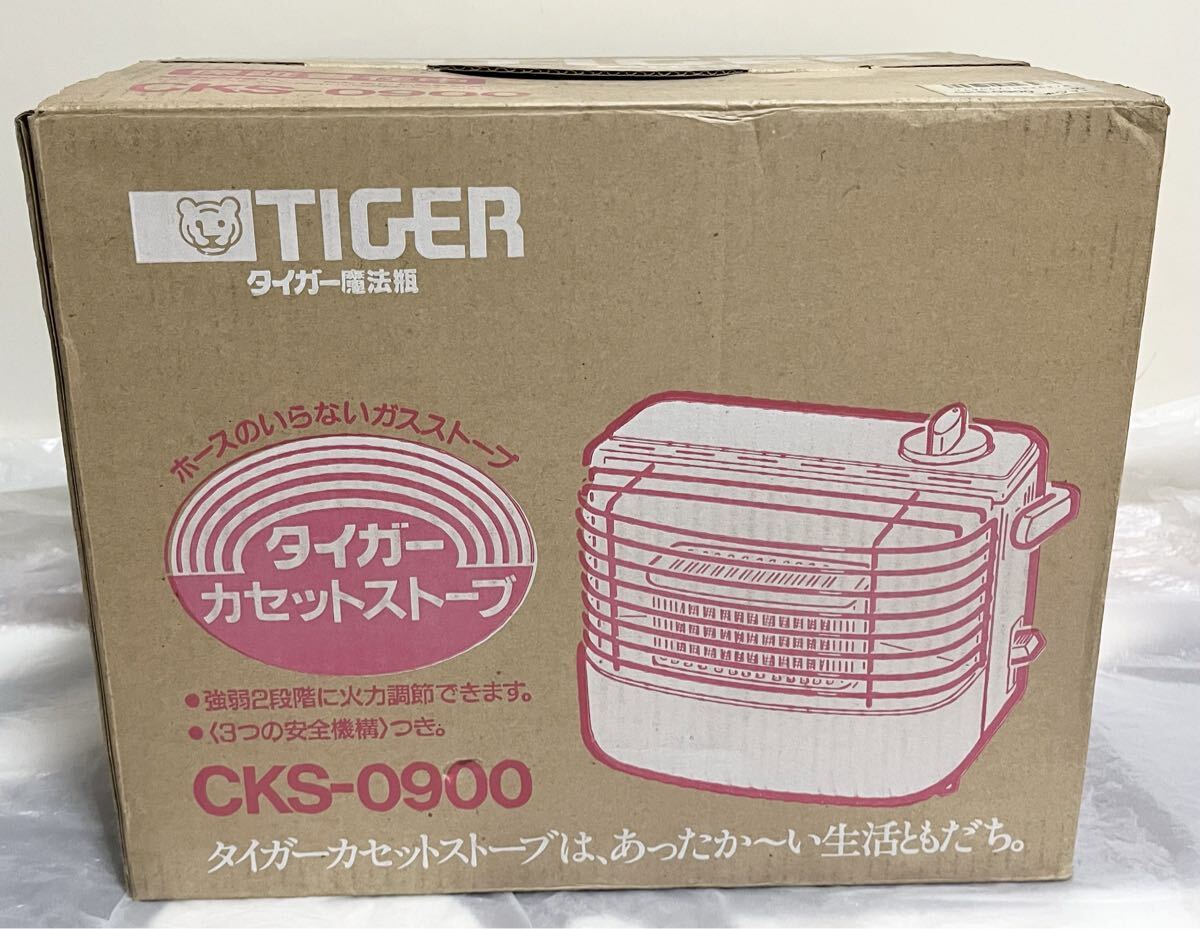 CKS-0900
TIGER
タイガー魔法瓶
ホースのいらないガスストーブ
タイガー
カセットストーブ
●強弱2段階に火力調節できます。
●〈3つの安全機構〉つき。
CKS-0900
タイガーカセットストーブは、あったか〜い生活ともだち。